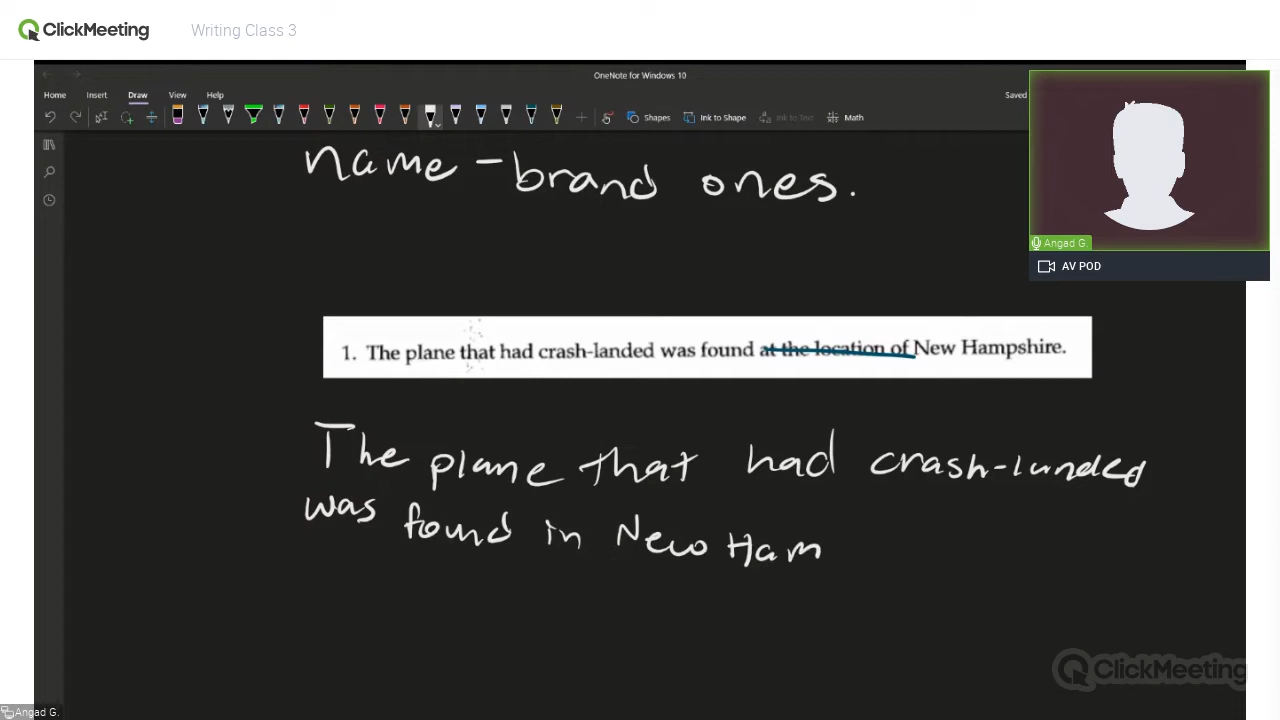 ClickMeeting Writing Class 3
OneNote for Windows 10
Home Insert Draw View Help Saved
Shapes Ink to Shape Ink to Text Math
name-brand ones.
Angad G.
AV POD
1. The plane that had crash-landed was found at the location of New Hampshire.
The plane that had crash-landed
was found in New Ham
ClickMeeting
Angad G.